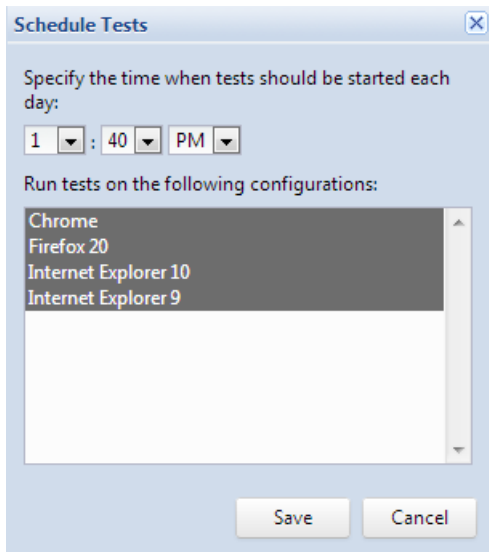 Schedule Tests
Specify the time when tests should be started each
day:
1 : 40 PM
Run tests on the following configurations:
Chrome
Firefox 20
Internet Explorer 10
Internet Explorer 9
Save Cancel